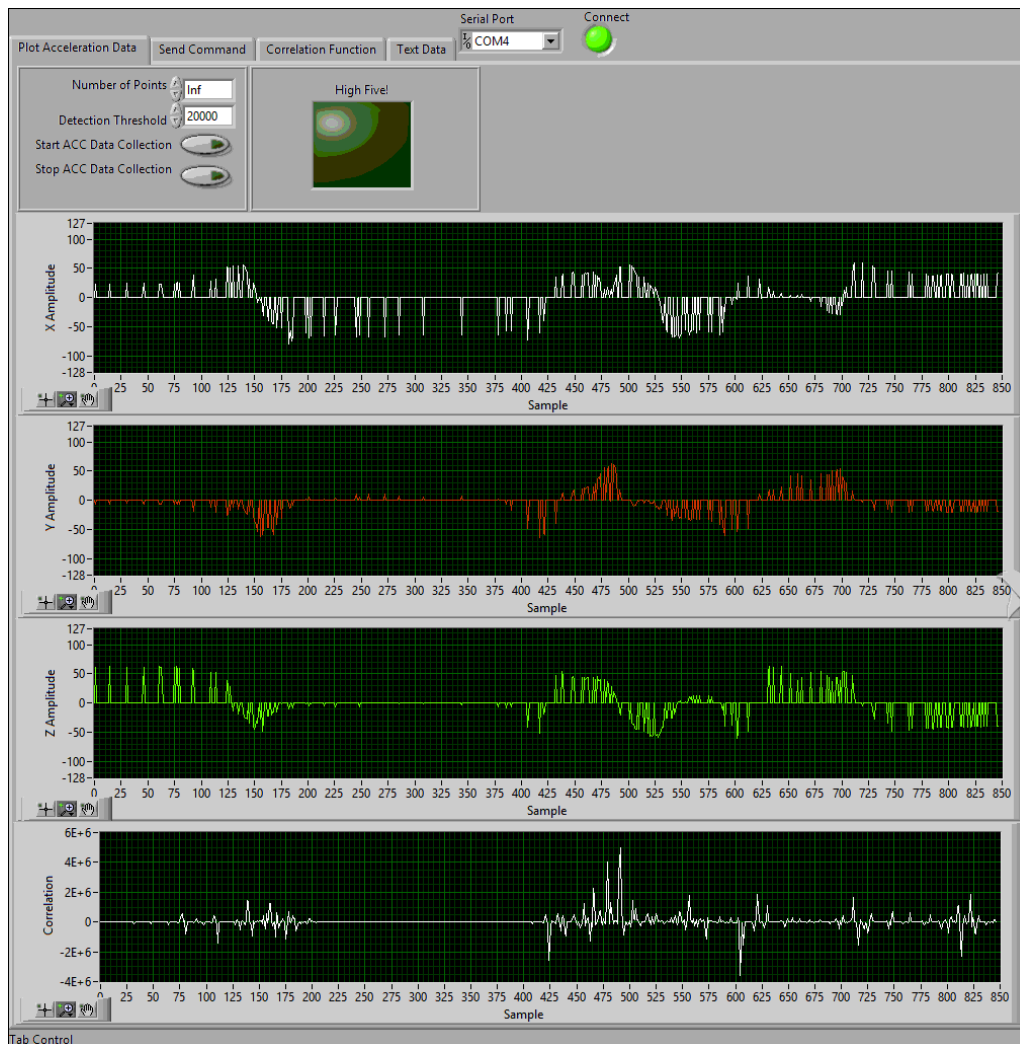 Serial Port Connect
Plot Acceleration Data Send Command Correlation Function Text Data I/O COM4
Number of Points Inf
Detection Threshold 20000
Start ACC Data Collection
Stop ACC Data Collection
High Five!
127
100
50
0
-50
-100
-128
X Amplitude
0 25 50 75 100 125 150 175 200 225 250 275 300 325 350 375 400 425 450 475 500 525 550 575 600 625 650 675 700 725 750 775 800 825 850
Sample
127
100
50
0
-50
-100
-128
Y Amplitude
0 25 50 75 100 125 150 175 200 225 250 275 300 325 350 375 400 425 450 475 500 525 550 575 600 625 650 675 700 725 750 775 800 825 850
Sample
127
100
50
0
-50
-100
-128
Z Amplitude
0 25 50 75 100 125 150 175 200 225 250 275 300 325 350 375 400 425 450 475 500 525 550 575 600 625 650 675 700 725 750 775 800 825 850
Sample
6E+6
4E+6
2E+6
0
-2E+6
-4E+6
Correlation
0 25 50 75 100 125 150 175 200 225 250 275 300 325 350 375 400 425 450 475 500 525 550 575 600 625 650 675 700 725 750 775 800 825 850
Sample
Tab Control